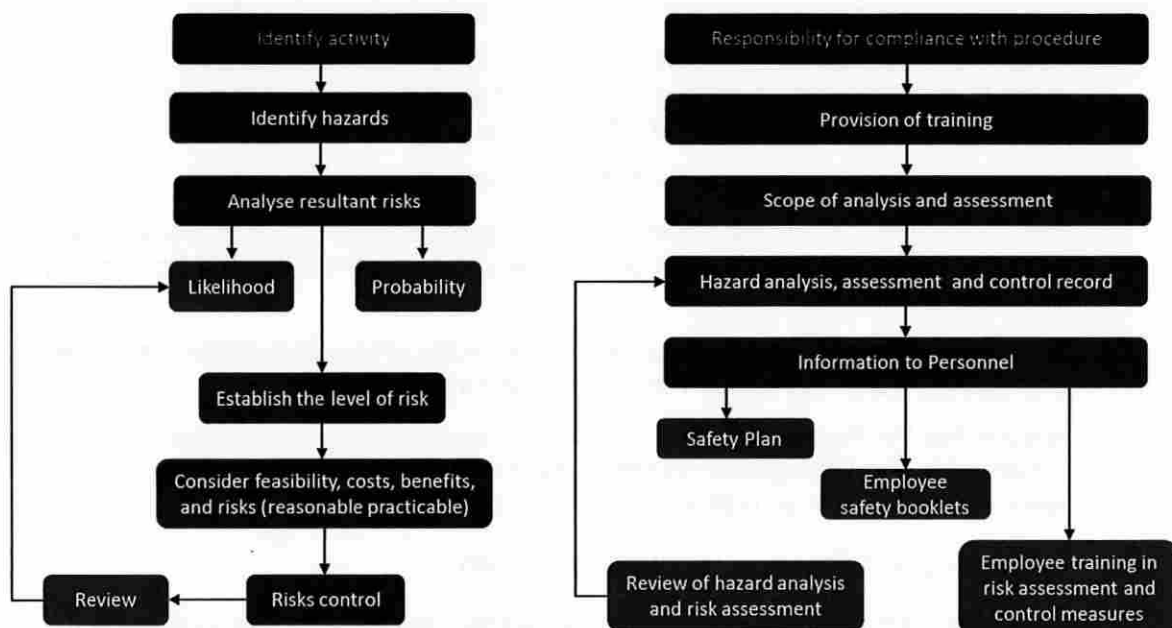 Identify activity
Identify hazards
Analyse resultant risks
Likelihood
Probability
Establish the level of risk
Consider feasibility, costs, benefits,
and risks (reasonable practicable)
Risks control
Review
Responsibility for compliance with procedure
Provision of training
Scope of analysis and assessment
Hazard analysis, assessment and control record
Information to Personnel
Safety Plan
Employee
safety booklets
Employee training in
risk assessment and
control measures
Review of hazard analysis
and risk assessment